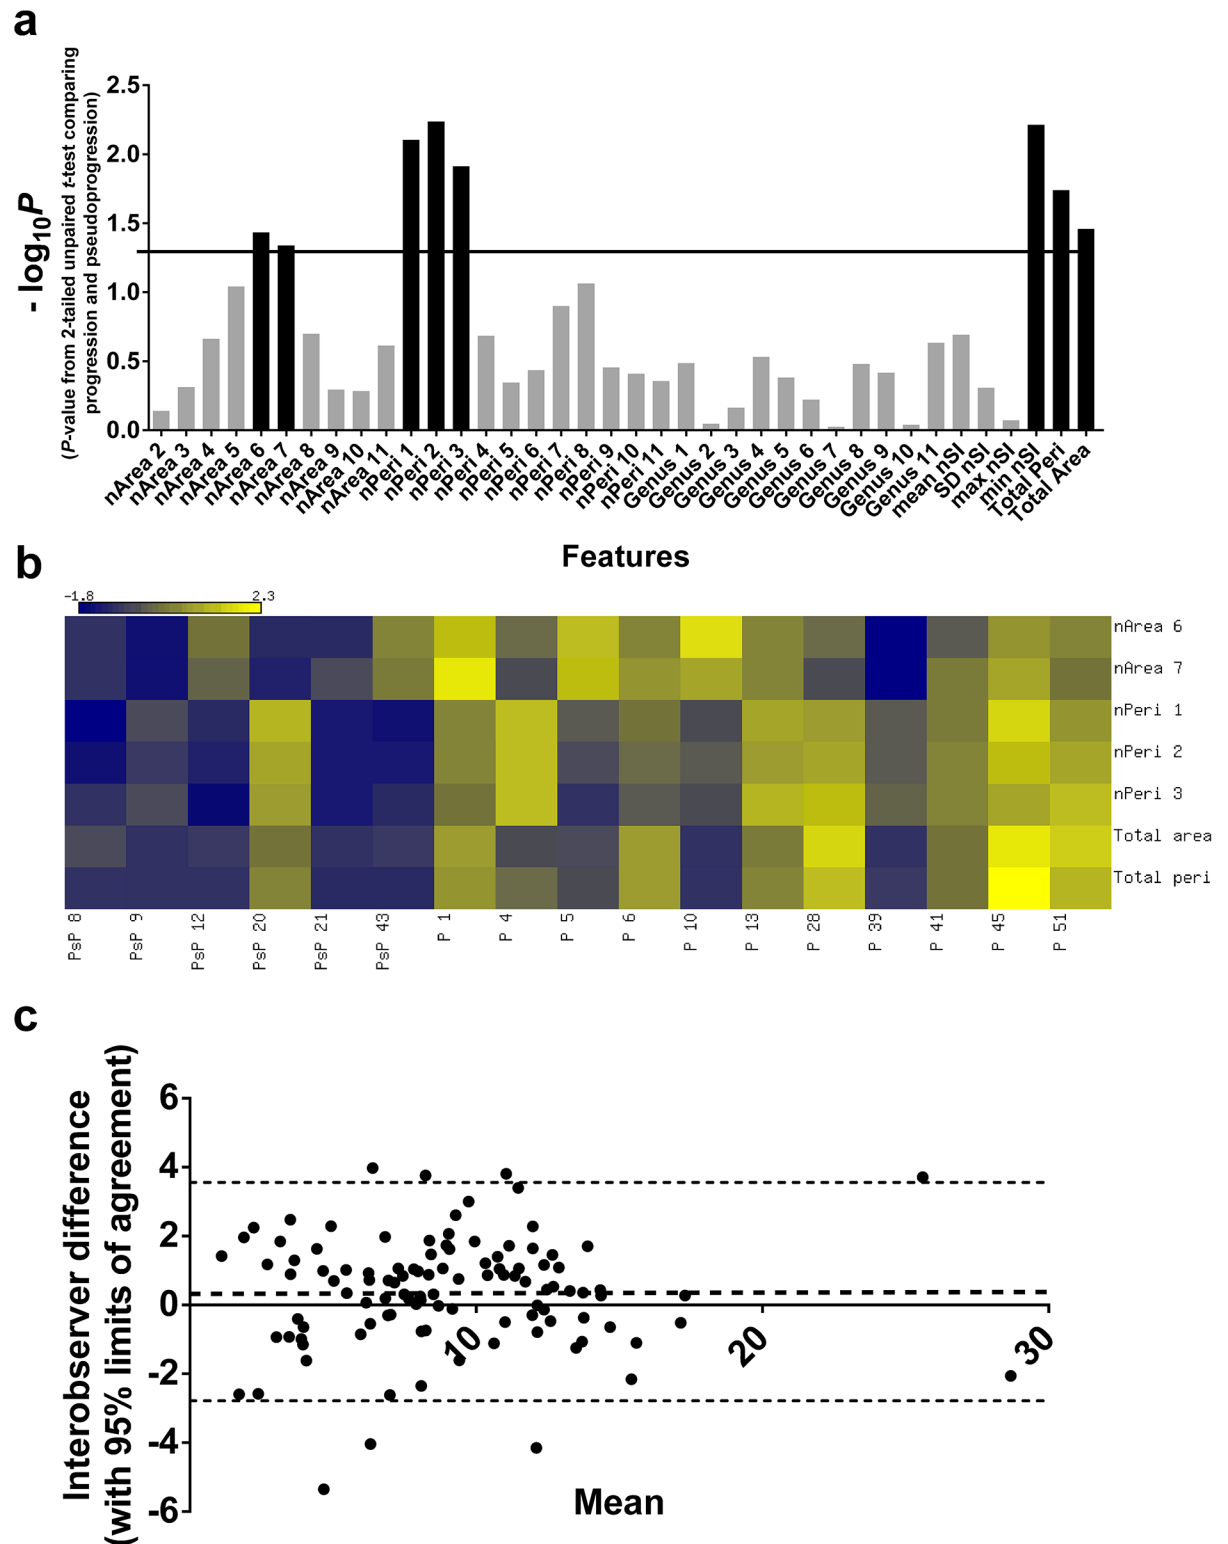 a
- log10P
(P-value from 2-tailed unpaired t-test comparing
progression and pseudoprogression)
2.5
2.0
1.5
1.0
0.5
0.0
nArea 2
nArea 3
nArea 4
nArea 5
nArea 6
nArea 7
nArea 8
nArea 9
nArea 10
nArea 11
nPeri 1
nPeri 2
nPeri 3
nPeri 4
nPeri 5
nPeri 6
nPeri 7
nPeri 8
nPeri 9
nPeri 10
nPeri 11
Genus 1
Genus 2
Genus 3
Genus 4
Genus 5
Genus 6
Genus 7
Genus 8
Genus 9
Genus 10
Genus 11
mean nSI
SD nSI
max nSI
min nSI
Total Peri
Total Area
Features
b
-1.8
2.3
nArea 6
nArea 7
nPeri 1
nPeri 2
nPeri 3
Total area
Total peri
PsP 8
PsP 9
PsP 12
PsP 20
PsP 21
PsP 43
P 1
P 4
P 5
P 6
P 10
P 13
P 28
P 39
P 41
P 45
P 51
c
Interobserver difference
(with 95% limits of agreement)
6
4
2
0
-2
-4
-6
10
20
30
Mean